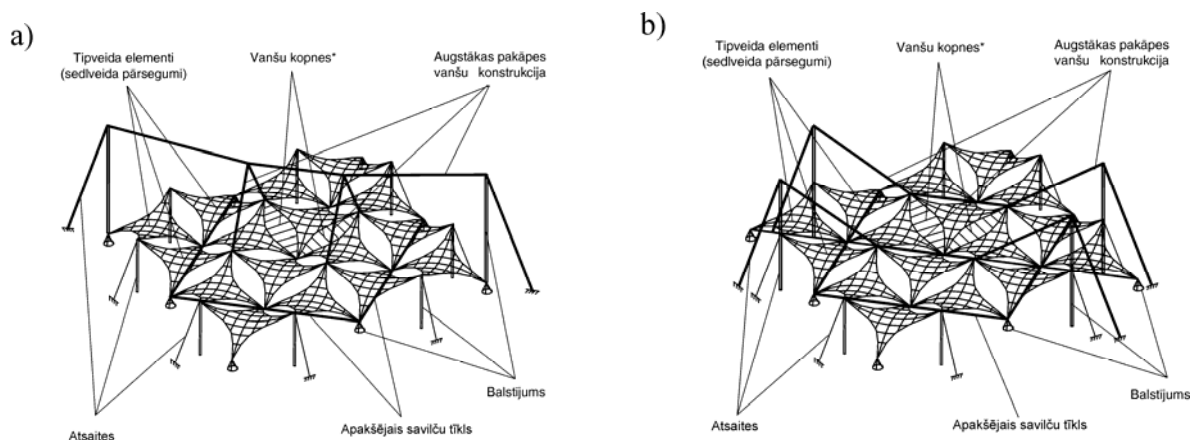 a)
Tipveida elementi
(sedlveida pārsegumi)
Vanšu kopnes*
Augstākas pakāpes
vanšu konstrukcija
Balstījums
Atsaites
Apakšējais savilču tīkls
b)
Tipveida elementi
(sedlveida pārsegumi)
Vanšu kopnes*
Augstākas pakāpes
vanšu konstrukcija
Balstījums
Atsaites
Apakšējais savilču tīkls